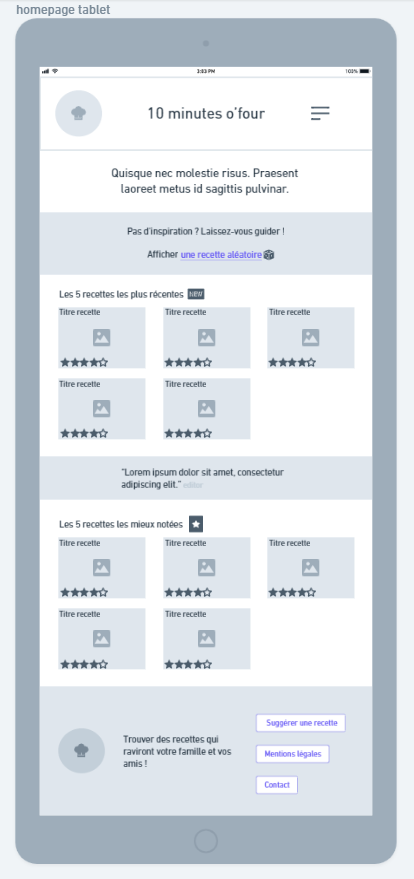 homepage tablet
3:53 PM
100%
10 minutes o'four
Quisque nec molestie risus. Praesent
laoreet metus id sagittis pulvinar.
Pas d'inspiration ? Laissez-vous guider !
Afficher une recette aléatoire
Les 5 recettes les plus récentes NEW
Titre recette Titre recette Titre recette
Titre recette Titre recette
"Lorem ipsum dolor sit amet, consectetur
adipiscing elit."
Les 5 recettes les mieux notées
Titre recette Titre recette Titre recette
Titre recette Titre recette
Trouver des recettes qui
raviront votre famille et vos
amis !
Suggérer une recette
Mentions légales
Contact